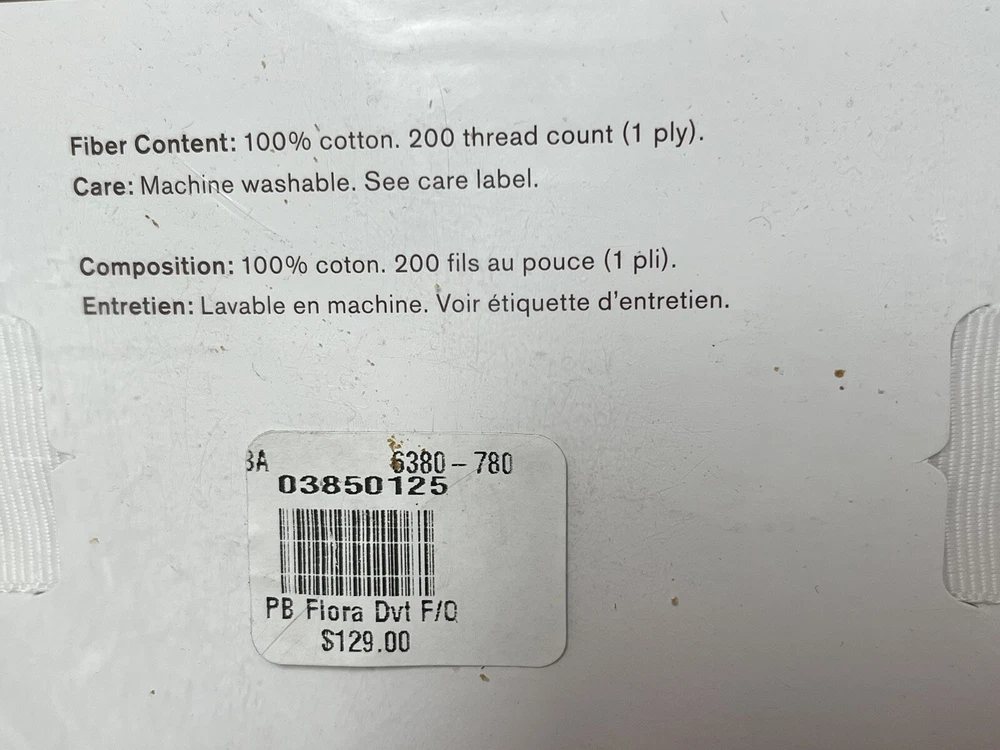 Fiber Content: 100% cotton. 200 thread count (1 ply).
Care: Machine washable. See care label.
Composition: 100% coton. 200 fils au pouce (1 pli).
Entretien: Lavable en machine. Voir étiquette d'entretien.
6380 - 780
03850125
PB Flora Dvt F/Q
$129.00